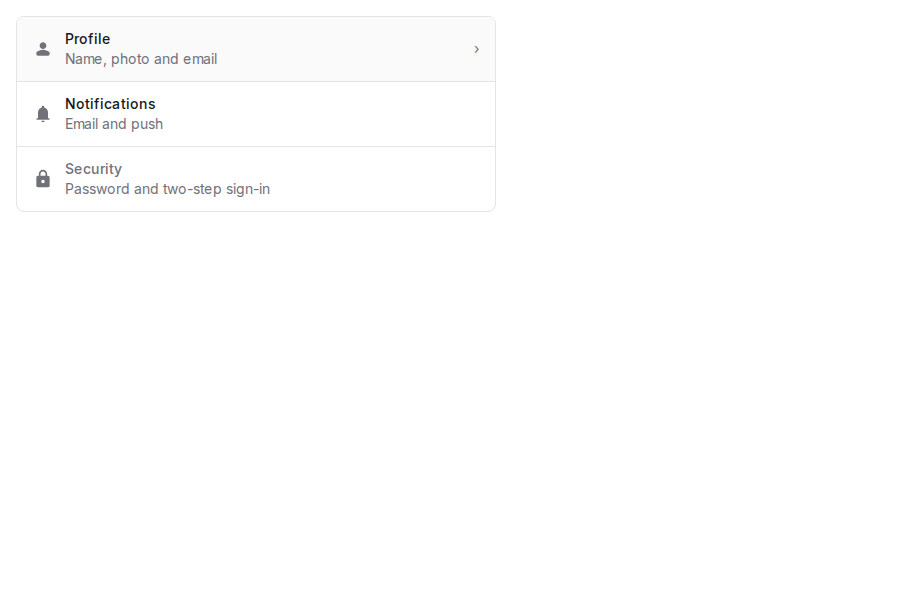 Profile
Name, photo and email
›
Notifications
Email and push
Security
Password and two-step sign-in